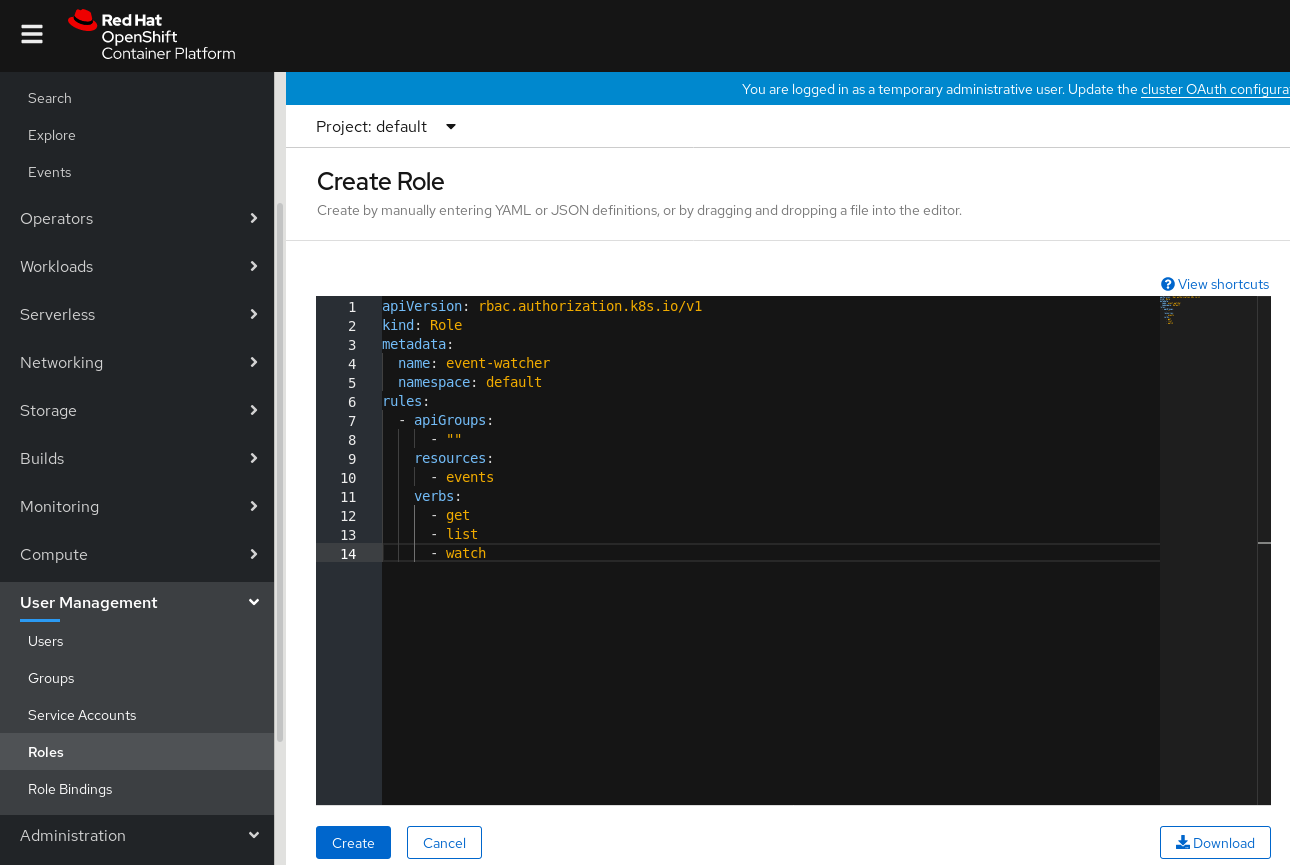 Red Hat
OpenShift
Container Platform
Search
Explore
Events
Operators
Workloads
Serverless
Networking
Storage
Builds
Monitoring
Compute
User Management
Users
Groups
Service Accounts
Roles
Role Bindings
Administration
You are logged in as a temporary administrative user. Update the cluster OAuth configura
Project: default
Create Role
Create by manually entering YAML or JSON definitions, or by dragging and dropping a file into the editor.
View shortcuts
1 apiVersion: rbac.authorization.k8s.io/v1
2 kind: Role
3 metadata:
4   name: event-watcher
5   namespace: default
6 rules:
7   - apiGroups:
8       - ""
9     resources:
10       - events
11     verbs:
12       - get
13       - list
14       - watch
Create
Cancel
Download